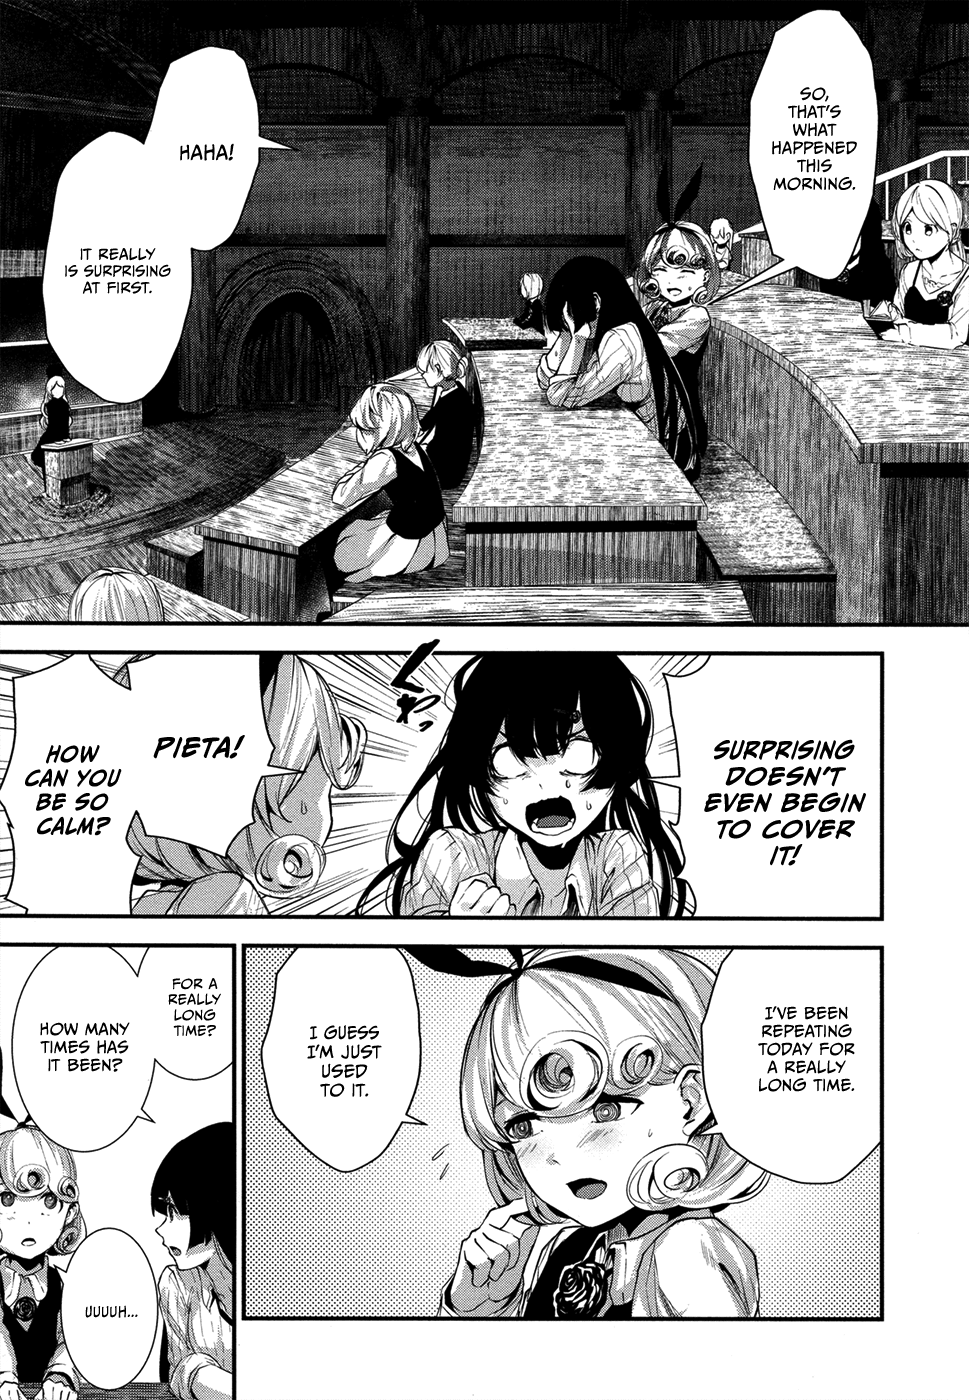 SO,
THAT'S
WHAT
HAPPENED
THIS
MORNING.
HAHA!
IT REALLY
IS SURPRISING
AT FIRST.
SURPRISING
DOESN'T
EVEN BEGIN
TO COVER
IT!
PIETA!
HOW
CAN YOU
BE SO
CALM?
I'VE BEEN
REPEATING
TODAY FOR
A REALLY
LONG TIME.
I GUESS
I'M JUST
USED
TO IT.
FOR A
REALLY
LONG
TIME?
HOW MANY
TIMES HAS
IT BEEN?
UUUUH...